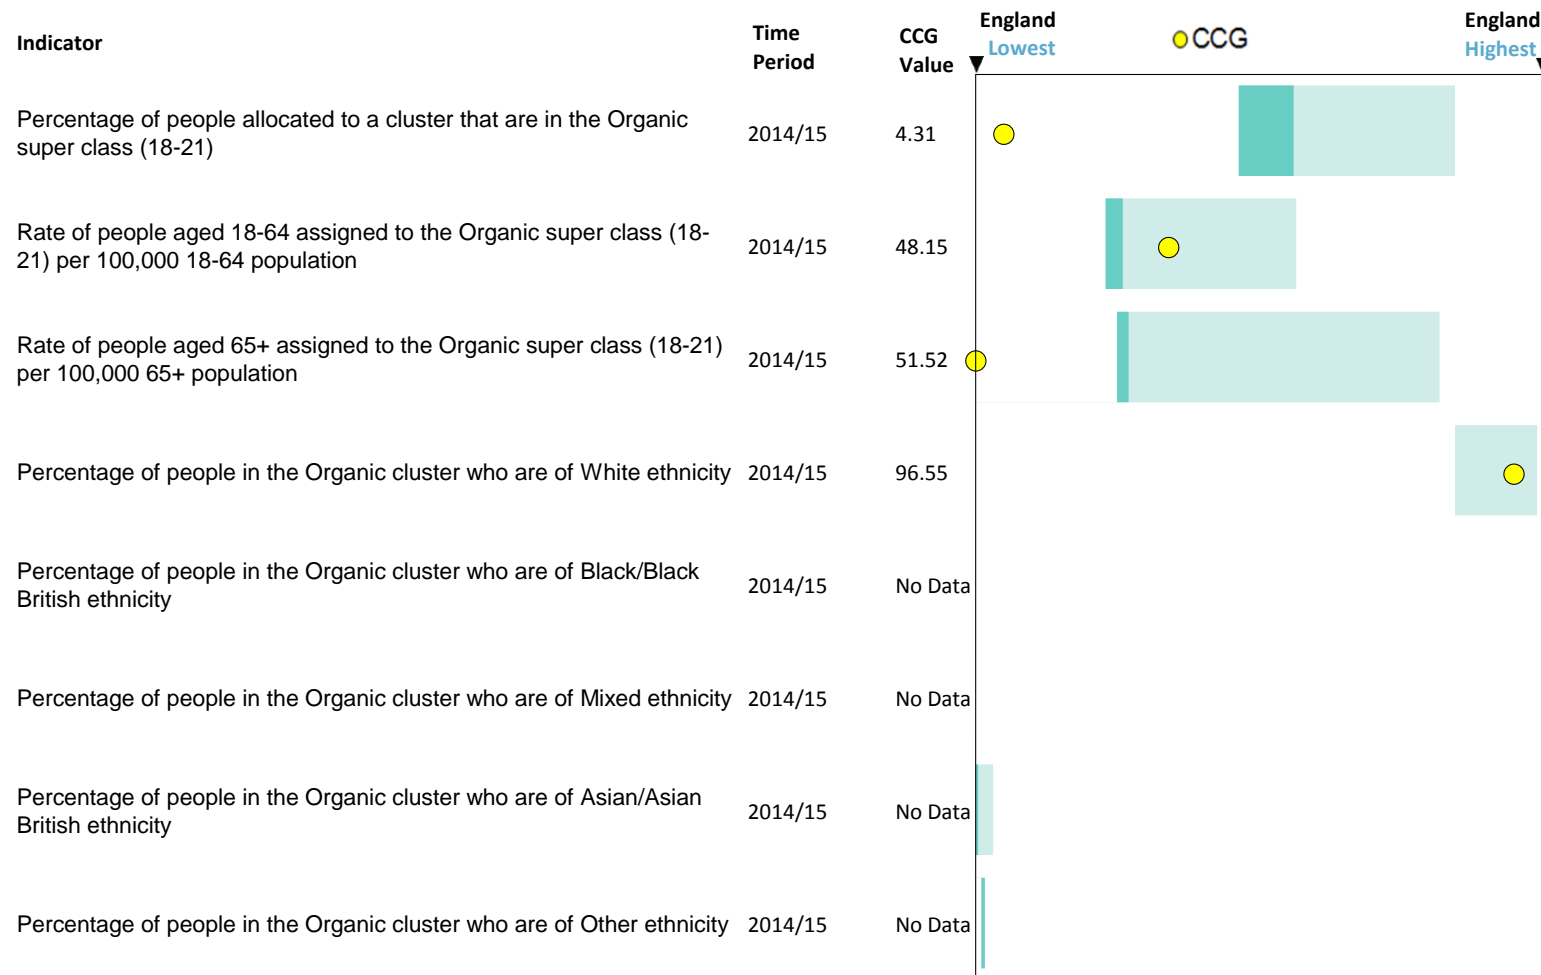 Indicator
Time Period
CCG Value
England Lowest
CCG
England Highest
Percentage of people allocated to a cluster that are in the Organic
super class (18-21)
2014/15
4.31
Rate of people aged 18-64 assigned to the Organic super class (18-
21) per 100,000 18-64 population
2014/15
48.15
Rate of people aged 65+ assigned to the Organic super class (18-21)
per 100,000 65+ population
2014/15
51.52
Percentage of people in the Organic cluster who are of White ethnicity
2014/15
96.55
Percentage of people in the Organic cluster who are of Black/Black
British ethnicity
2014/15
No Data
Percentage of people in the Organic cluster who are of Mixed ethnicity
2014/15
No Data
Percentage of people in the Organic cluster who are of Asian/Asian
British ethnicity
2014/15
No Data
Percentage of people in the Organic cluster who are of Other ethnicity
2014/15
No Data